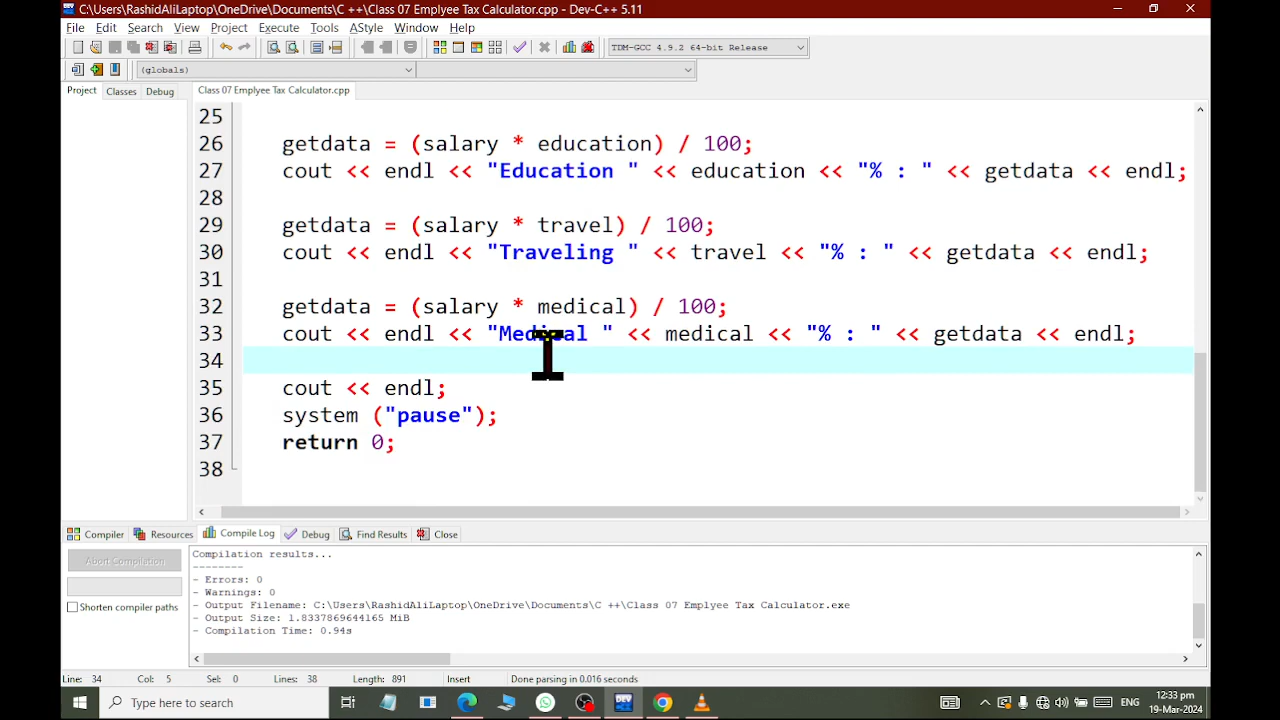 C:\Users\RashidAliLaptop\OneDrive\Documents\C ++\Class 07 Emplyee Tax Calculator.cpp - Dev-C++ 5.11
File Edit Search View Project Execute Tools AStyle Window Help
TDM-GCC 4.9.2 64-bit Release
(globals)
Project Classes Debug Class 07 Emplyee Tax Calculator.cpp
25
26 getdata = (salary * education) / 100;
27 cout << endl << "Education " << education << "% : " << getdata << endl;
28
29 getdata = (salary * travel) / 100;
30 cout << endl << "Traveling " << travel << "% : " << getdata << endl;
31
32 getdata = (salary * medical) / 100;
33 cout << endl << "Medical " << medical << "% : " << getdata << endl;
34
35 cout << endl;
36 system ("pause");
37 return 0;
38
Compiler Resources Compile Log Debug Find Results Close
Abort Compilation
Shorten compiler paths
Compilation results...
--------
- Errors: 0
- Warnings: 0
- Output Filename: C:\Users\RashidAliLaptop\OneDrive\Documents\C ++\Class 07 Emplyee Tax Calculator.exe
- Output Size: 1.8337869644165 MiB
- Compilation Time: 0.94s
Line: 34 Col: 5 Sel: 0 Lines: 38 Length: 891 Insert Done parsing in 0.016 seconds
Type here to search
DEV
ENG
12:33 pm
19-Mar-2024